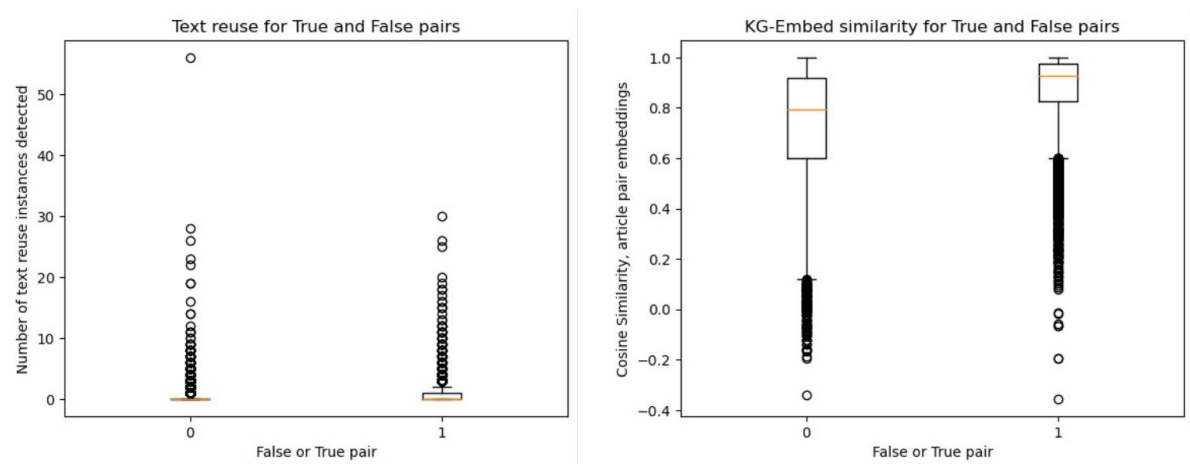 Text reuse for True and False pairs
Number of text reuse instances detected
50
40
30
20
10
0
0 1
False or True pair
KG-Embed similarity for True and False pairs
Cosine Similarity, article pair embeddings
1.0
0.8
0.6
0.4
0.2
0.0
−0.2
−0.4
0 1
False or True pair